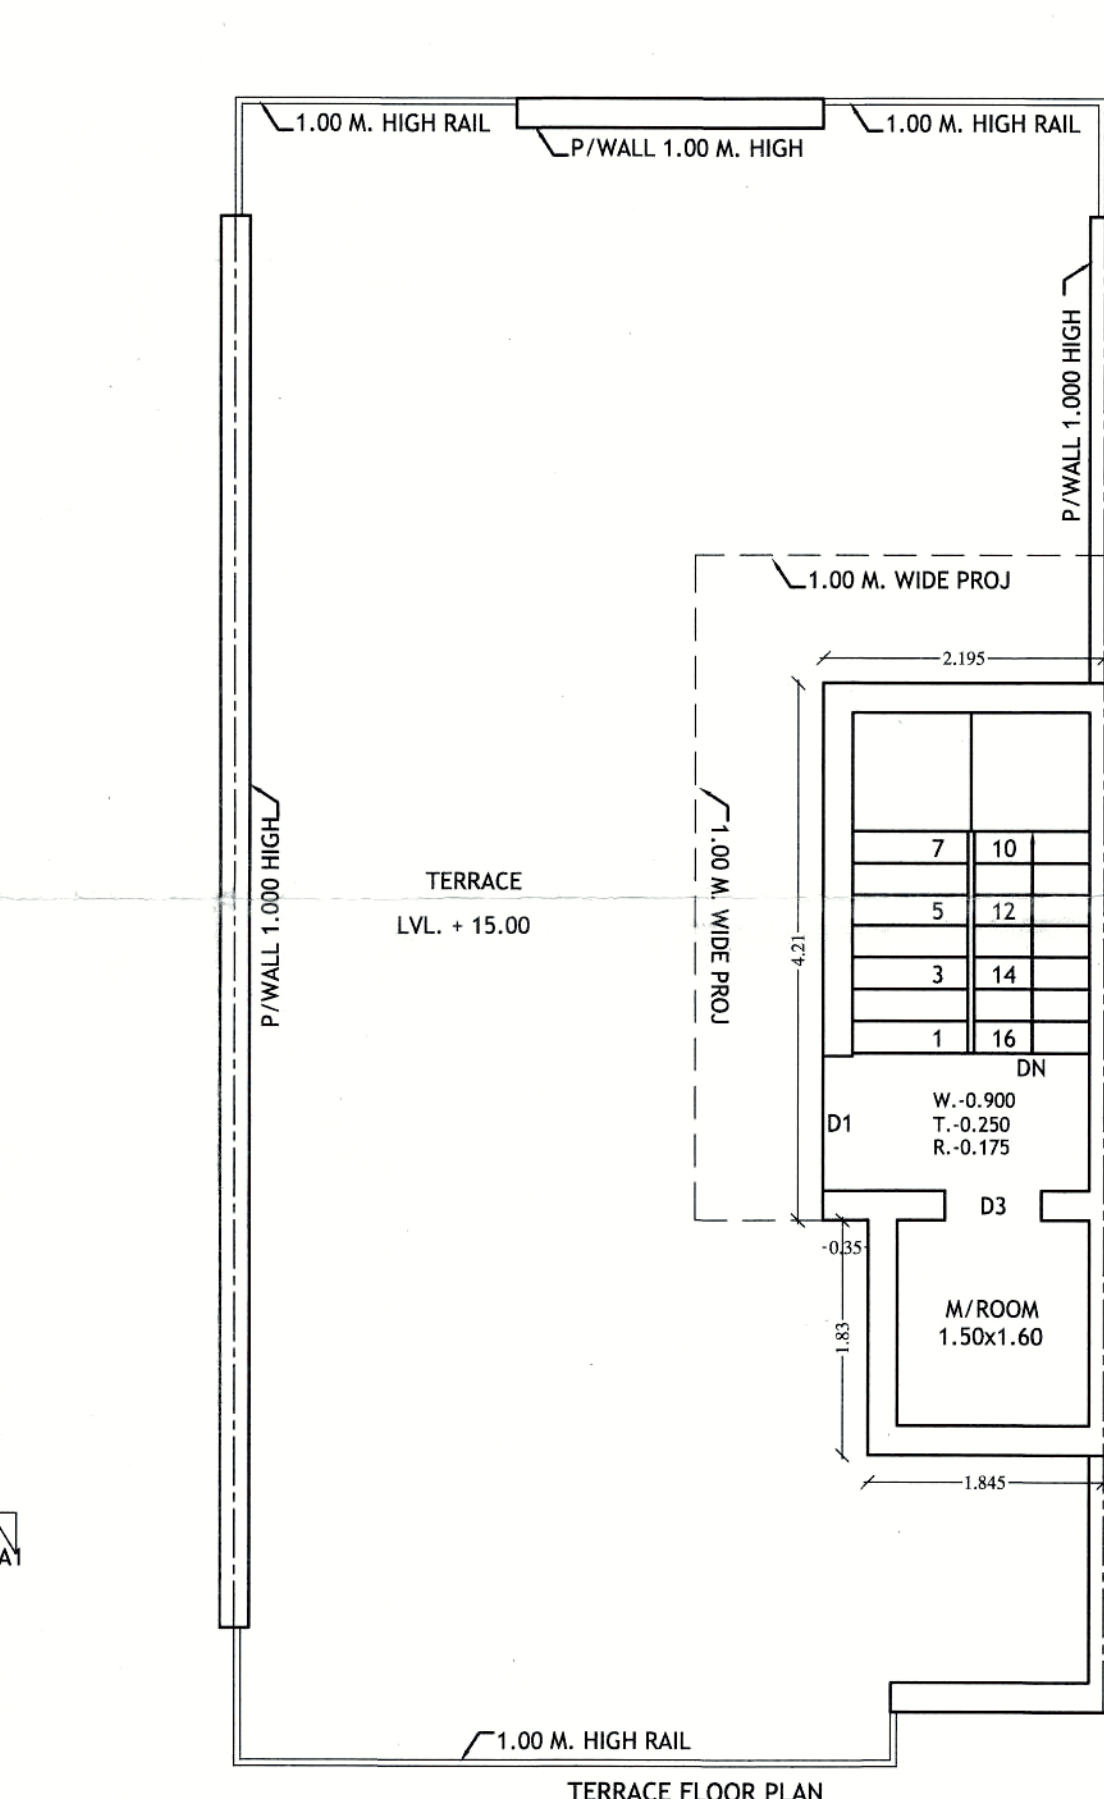 1.00 M. HIGH RAIL
P/WALL 1.00 M. HIGH
1.00 M. HIGH RAIL
P/WALL 1.000 HIGH
1.00 M. WIDE PROJ
2.195
7 10
5 12
3 14
1 16
DN
P/WALL 1.000 HIGH
TERRACE
LVL. + 15.00
1.00 M. WIDE PROJ
4.21
D1
W.-0.900
T.-0.250
R.-0.175
D3
0.35
1.83
M/ROOM
1.50x1.60
1.845
A1
1.00 M. HIGH RAIL
TERRACE FLOOR PLAN